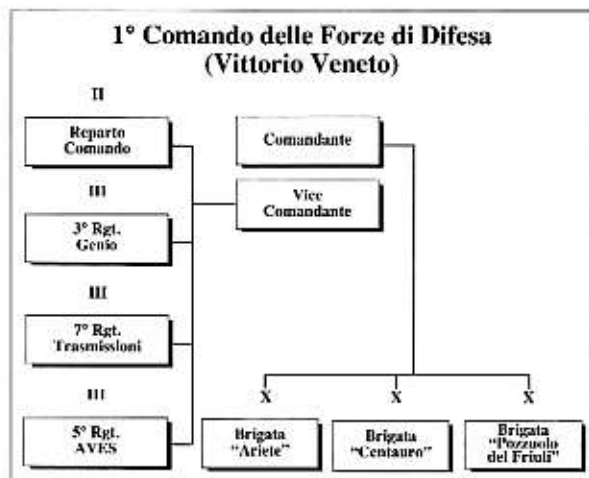 1° Comando delle Forze di Difesa
(Vittorio Veneto)
II
Reparto
Comando
Comandante
III
Vice
Comandante
3° Rgt.
Genio
III
7° Rgt.
Trasmissioni
III
5° Rgt.
AVES
X
X
X
Brigata
"Ariete"
Brigata
"Centauro"
Brigata
"Pozzuolo
del Friuli"